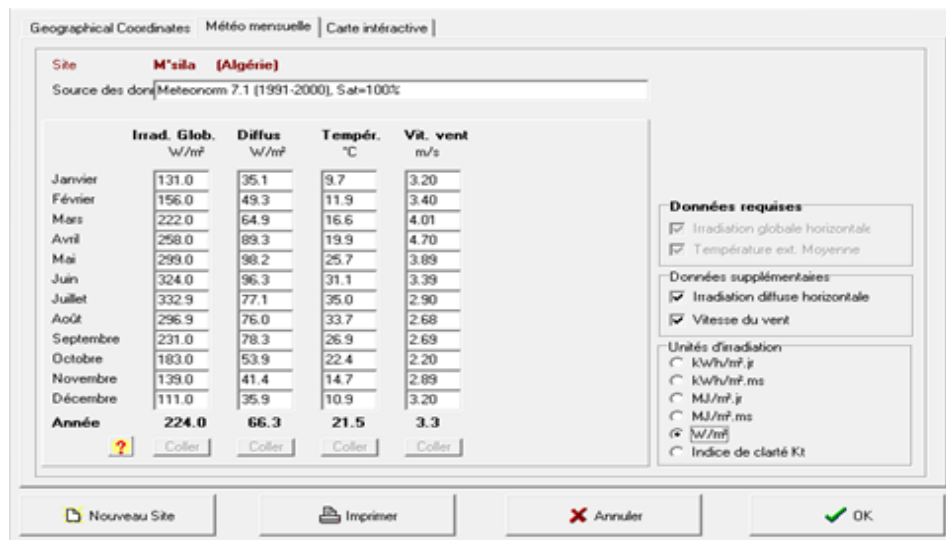 Geographical Coordinates Météo mensuelle Carte intéractive
Site M'sila (Algérie)
Source des don Meteonorm 7.1 (1991-2000), Sat=100%
Irrad. Glob. Diffus Tempér. Vit. vent
W/m² W/m² °C m/s
Janvier 131.0 35.1 9.7 3.20
Février 156.0 49.3 11.9 3.40
Mars 222.0 64.9 16.6 4.01
Avril 258.0 89.3 19.9 4.70
Mai 299.0 98.2 25.7 3.89
Juin 324.0 96.3 31.1 3.39
Juillet 332.9 77.1 35.0 2.90
Août 296.9 76.0 33.7 2.68
Septembre 231.0 78.3 26.9 2.69
Octobre 183.0 53.9 22.4 2.20
Novembre 139.0 41.4 14.7 2.89
Décembre 111.0 35.9 10.9 3.20
Année 224.0 66.3 21.5 3.3
? Coller Coller Coller Coller
Données requises
Irradiation globale horizontale
Température ext. Moyenne
Données supplémentaires
Irradiation diffuse horizontale
Vitesse du vent
Unités d'irradiation
kWh/m².jr
kWh/m².ms
MJ/m².jr
MJ/m².ms
W/m²
Indice de clarté Kt
Nouveau Site Imprimer Annuler OK